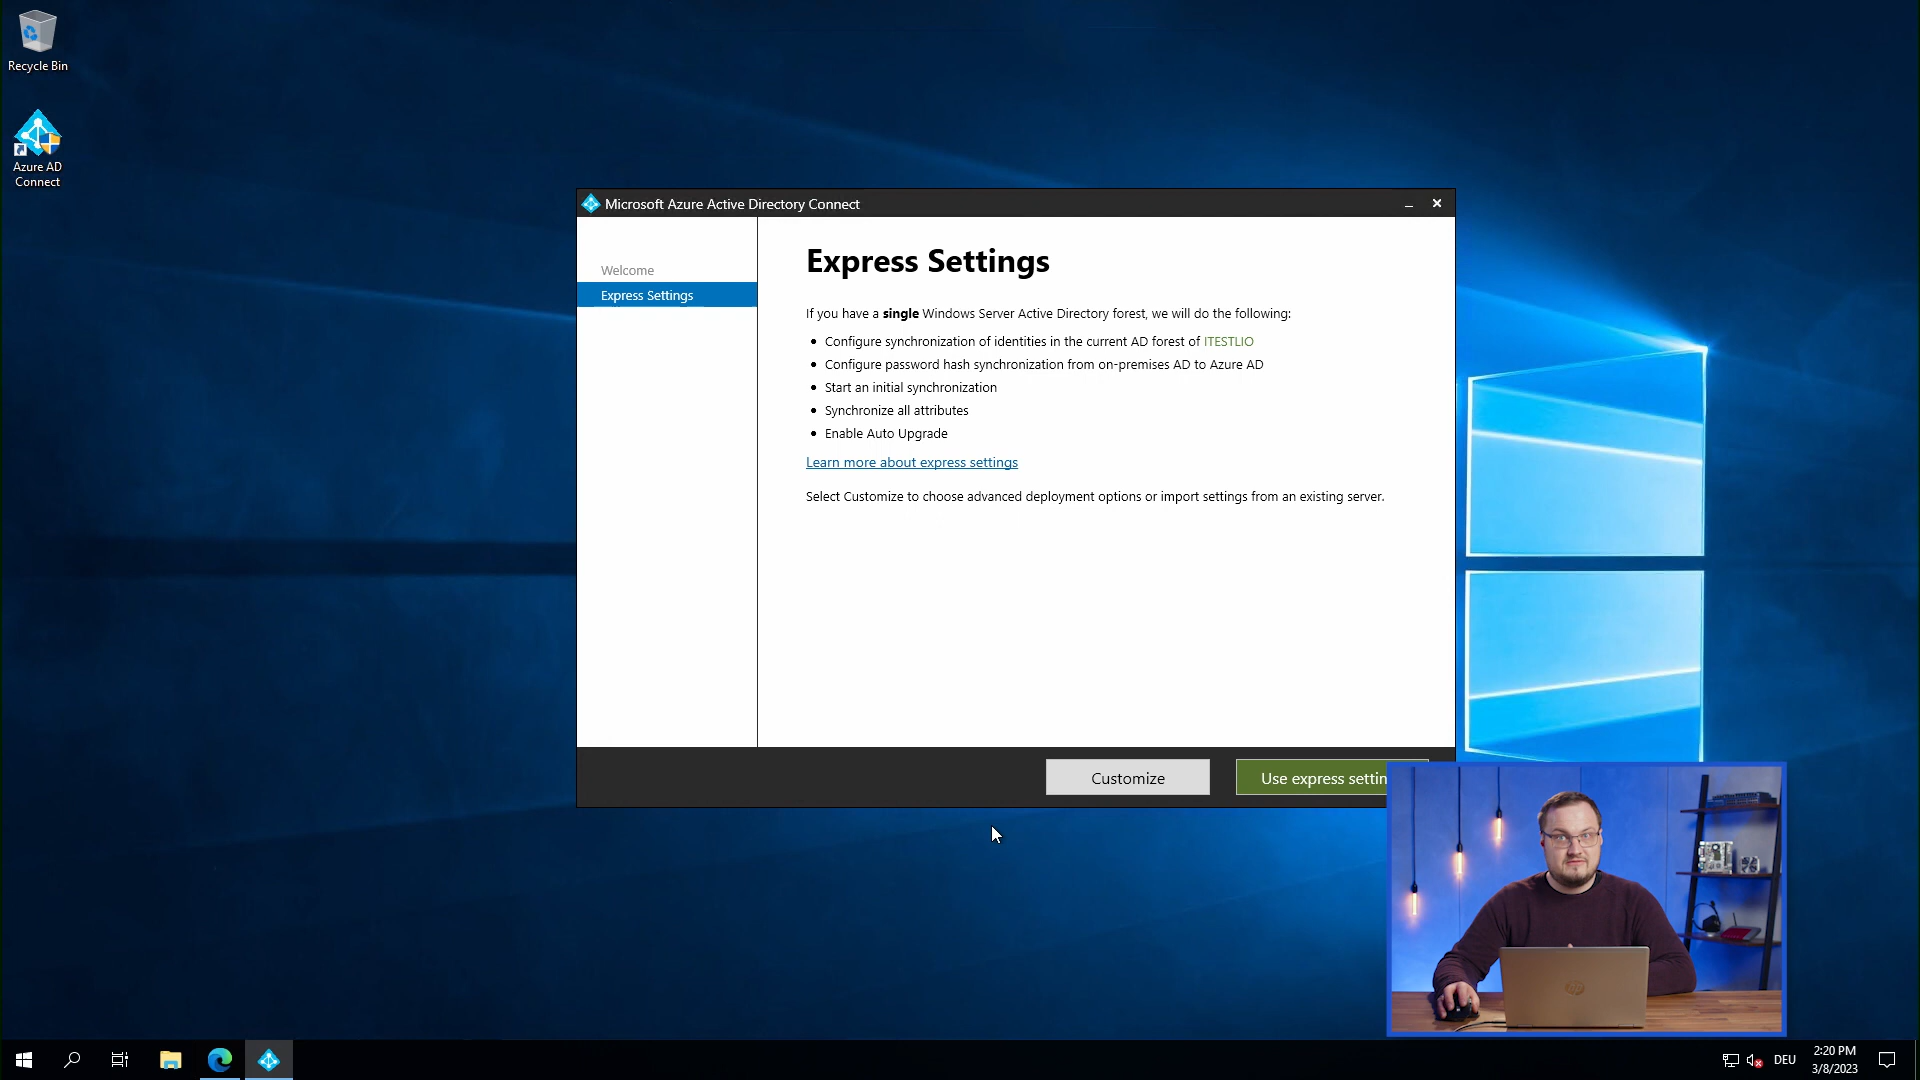 Recycle Bin
Azure AD
Connect
Microsoft Azure Active Directory Connect
Welcome
Express Settings
Express Settings
If you have a single Windows Server Active Directory forest, we will do the following:
• Configure synchronization of identities in the current AD forest of ITESTLIO
• Configure password hash synchronization from on-premises AD to Azure AD
• Start an initial synchronization
• Synchronize all attributes
• Enable Auto Upgrade
Learn more about express settings
Select Customize to choose advanced deployment options or import settings from an existing server.
Customize
Use express settin
hp
DEU
2:20 PM
3/8/2023